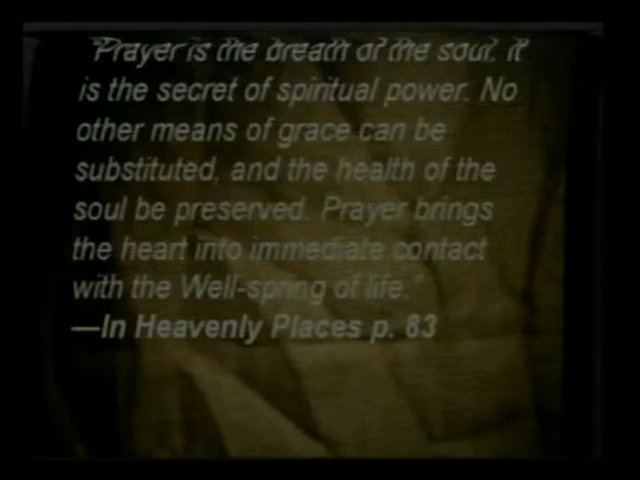 "Prayer is the breath of the soul. It
is the secret of spiritual power. No
other means of grace can be
substituted, and the health of the
soul be preserved. Prayer brings
the heart into immediate contact
with the Well-spring of life."
—In Heavenly Places p. 83